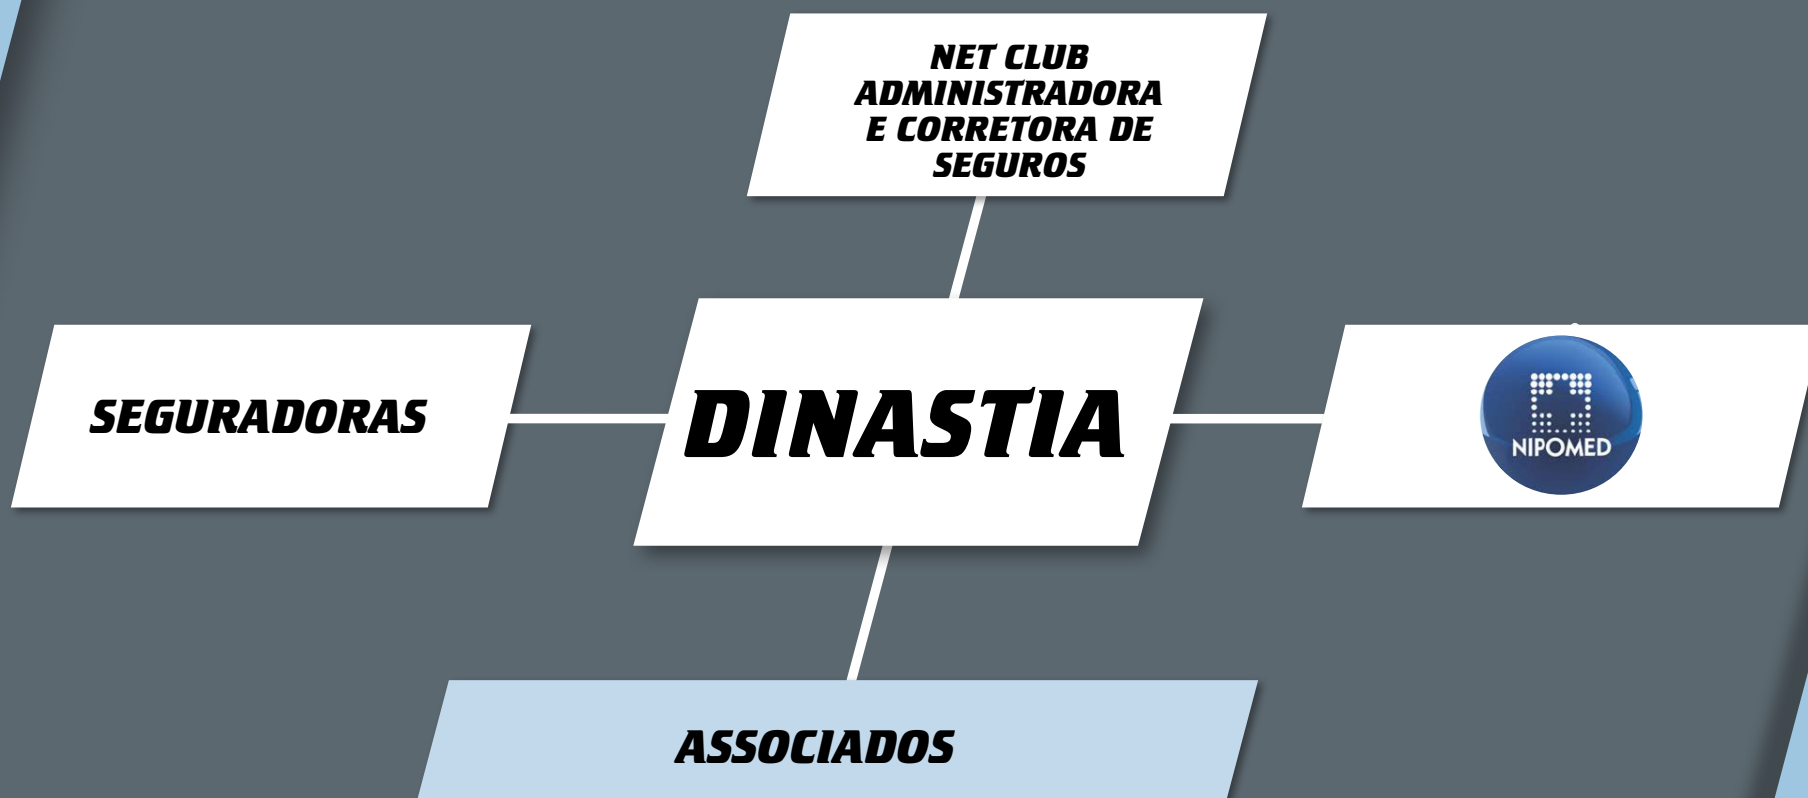 NET CLUB
ADMINISTRADORA
E CORRETORA DE
SEGUROS
SEGURADORAS
DINASTIA
NIPOMED
ASSOCIADOS